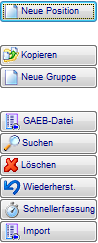 Neue Position
Kopieren
Neue Gruppe
GAEB-Datei
Suchen
Löschen
Wiederherst.
Schnellerfassung
Import